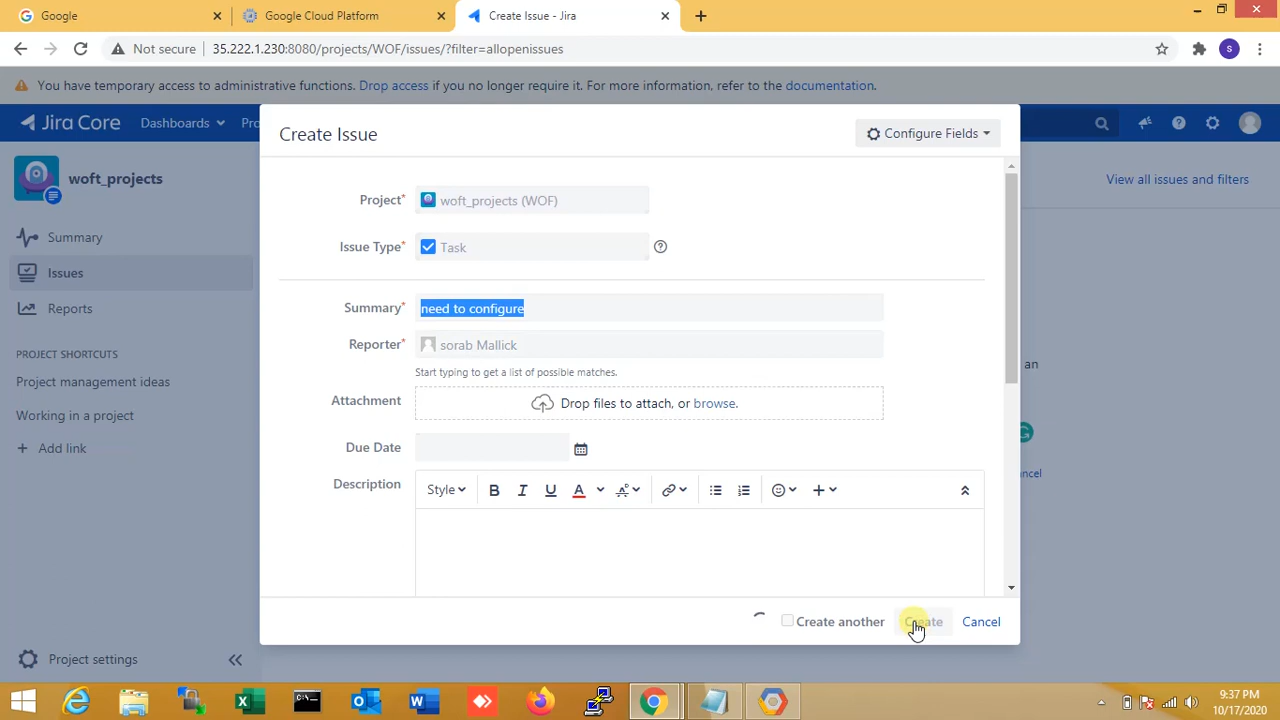 Google
Google Cloud Platform
Create Issue - Jira
Not secure
35.222.1.230:8080/projects/WOF/issues/?filter=allopenissues
S
You have temporary access to administrative functions. Drop access if you no longer require it. For more information, refer to the documentation.
Jira Core
Dashboards
Pro
Create Issue
Configure Fields
woft_projects
View all issues and filters
Project*
woft_projects (WOF)
Summary
Issue Type*
Task
Issues
Reports
Summary*
need to configure
Reporter*
sorab Mallick
PROJECT SHORTCUTS
Start typing to get a list of possible matches.
an
Project management ideas
Attachment
Drop files to attach, or browse.
Working in a project
Add link
Due Date
ncel
Description
Style
B
I
U
A
Create another
Create
Cancel
Project settings
9:37 PM
10/17/2020